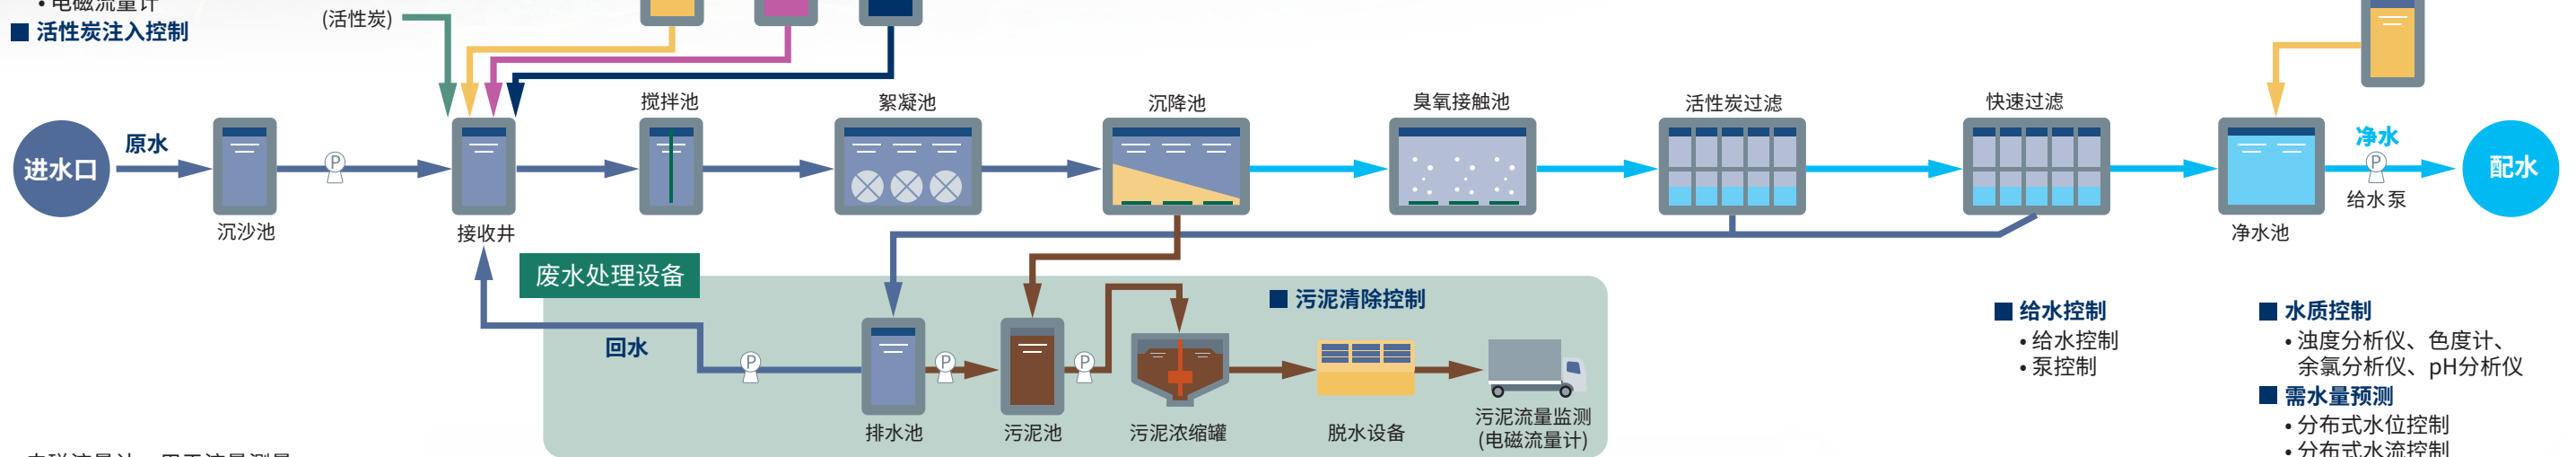 • 电磁流量计
■ 活性炭注入控制
(活性炭)
搅拌池
絮凝池
沉降池
臭氧接触池
活性炭过滤
快速过滤
进水口
原水
P
净水
P
配水
给水泵
沉沙池
接收井
净水池
废水处理设备
■ 污泥清除控制
回水
P
P
P
排水池
污泥池
污泥浓缩罐
脱水设备
污泥流量监测
(电磁流量计)
■ 给水控制
• 给水控制
• 泵控制
■ 水质控制
• 浊度分析仪、色度计、
余氯分析仪、pH分析仪
■ 需水量预测
• 分布式水位控制
• 分布式水流控制